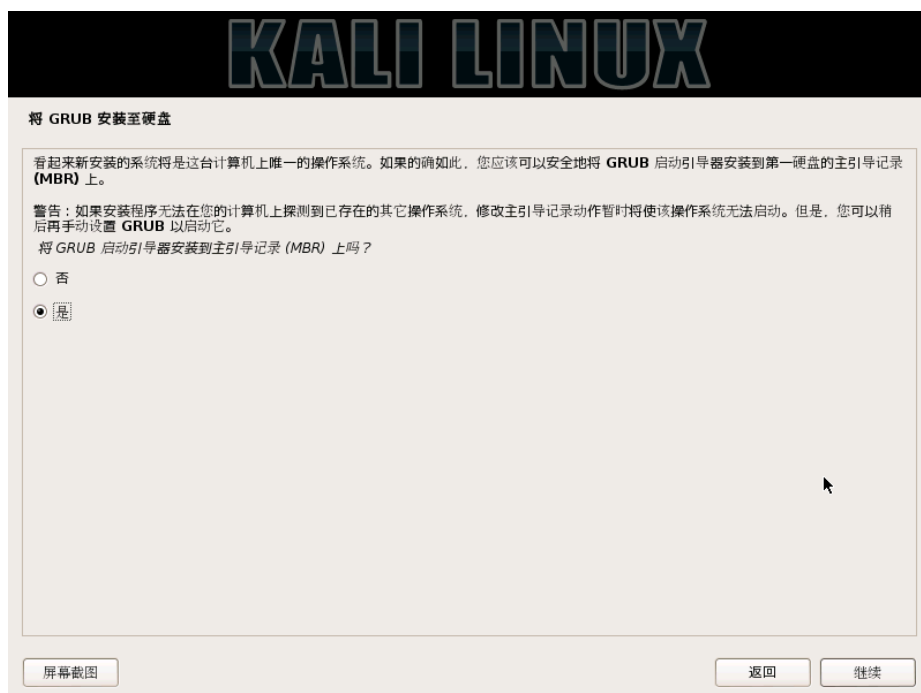 KALI LINUX
将 GRUB 安装至硬盘
看起来新安装的系统将是这台计算机上唯一的操作系统。如果的确如此，您应该可以安全地将 GRUB 启动引导器安装到第一硬盘的主引导记录
(MBR) 上。
警告：如果安装程序无法在您的计算机上探测到已存在的其它操作系统，修改主引导记录动作暂时将使该操作系统无法启动。但是，您可以稍
后再手动设置 GRUB 以启动它。
将 GRUB 启动引导器安装到主引导记录 (MBR) 上吗？
否
是
屏幕截图
返回
继续